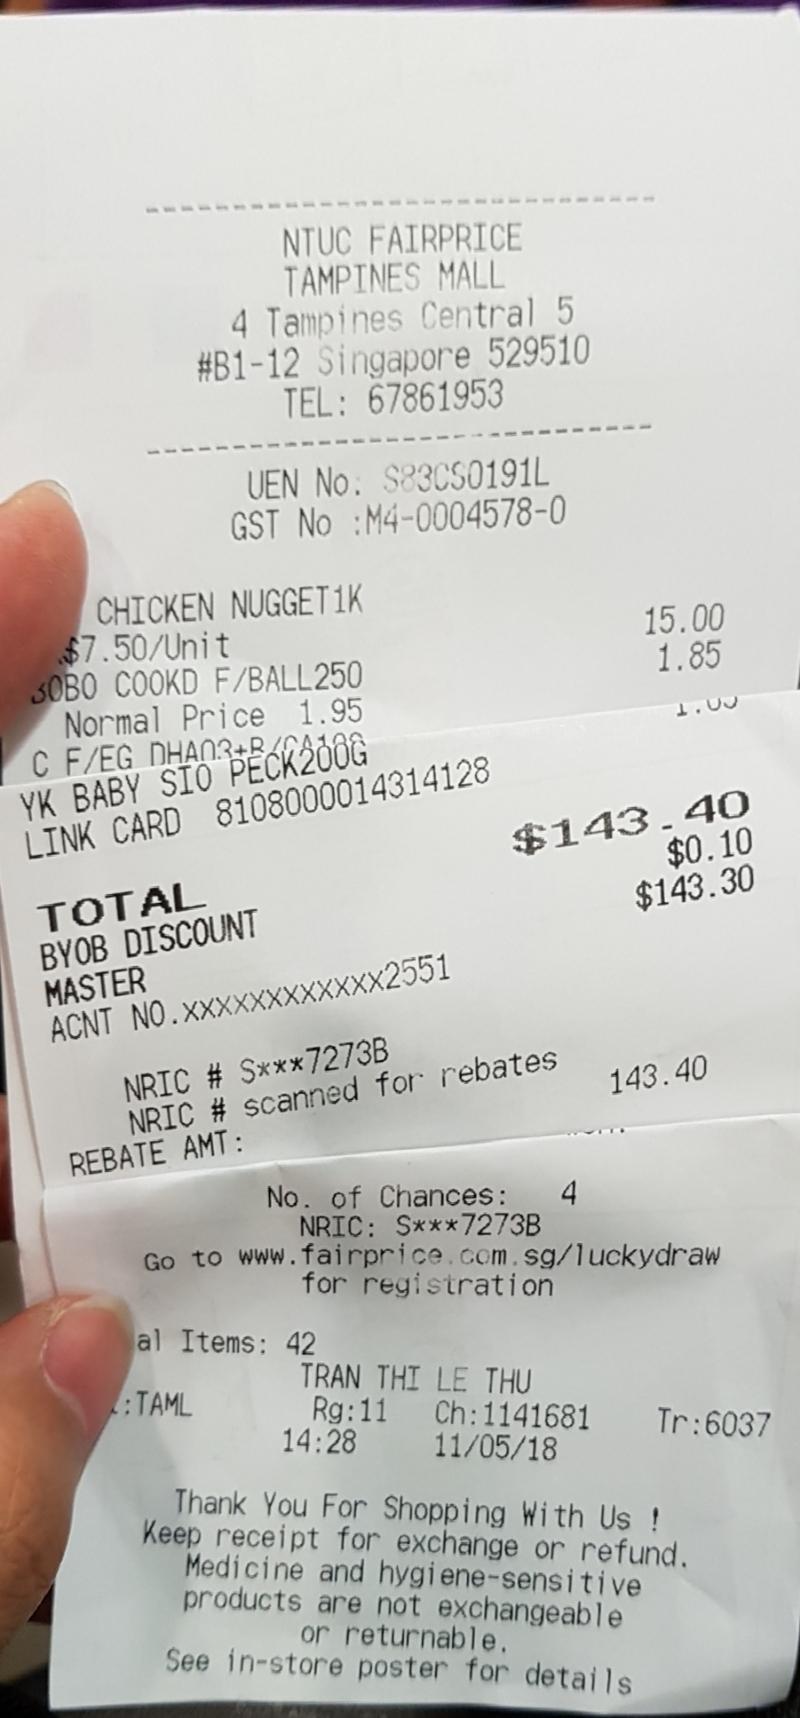 NTUC FAIRPRICE
TAMPINES MALL
4 Tampines Central 5
#B1-12 Singapore 529510
TEL: 67861953
UEN No: S83CS0191L
GST No :M4-0004578-0
CHICKEN NUGGET1K
$7.50/Unit 15.00
COOKD F/BALL250 1.85
Normal Price 1.95
C F/EG
YK BABY SIO PECK200G
LINK CARD 8108000014314128
TOTAL $143.40
BYOB DISCOUNT $0.10
MASTER $143.30
ACNT NO.XXXXXXXXXXXX2551
NRIC # S***7273B
NRIC # scanned for rebates
REBATE AMT: 143.40
No. of Chances: 4
NRIC: S***7273B
Go to www.fairprice.com.sg/luckydraw
for registration
al Items: 42
TRAN THI LE THU
:TAML Rg:11 Ch:1141681 Tr:6037
14:28 11/05/18
Thank You For Shopping With Us !
Keep receipt for exchange or refund.
Medicine and hygiene-sensitive
products are not exchangeable
or returnable.
See in-store poster for details